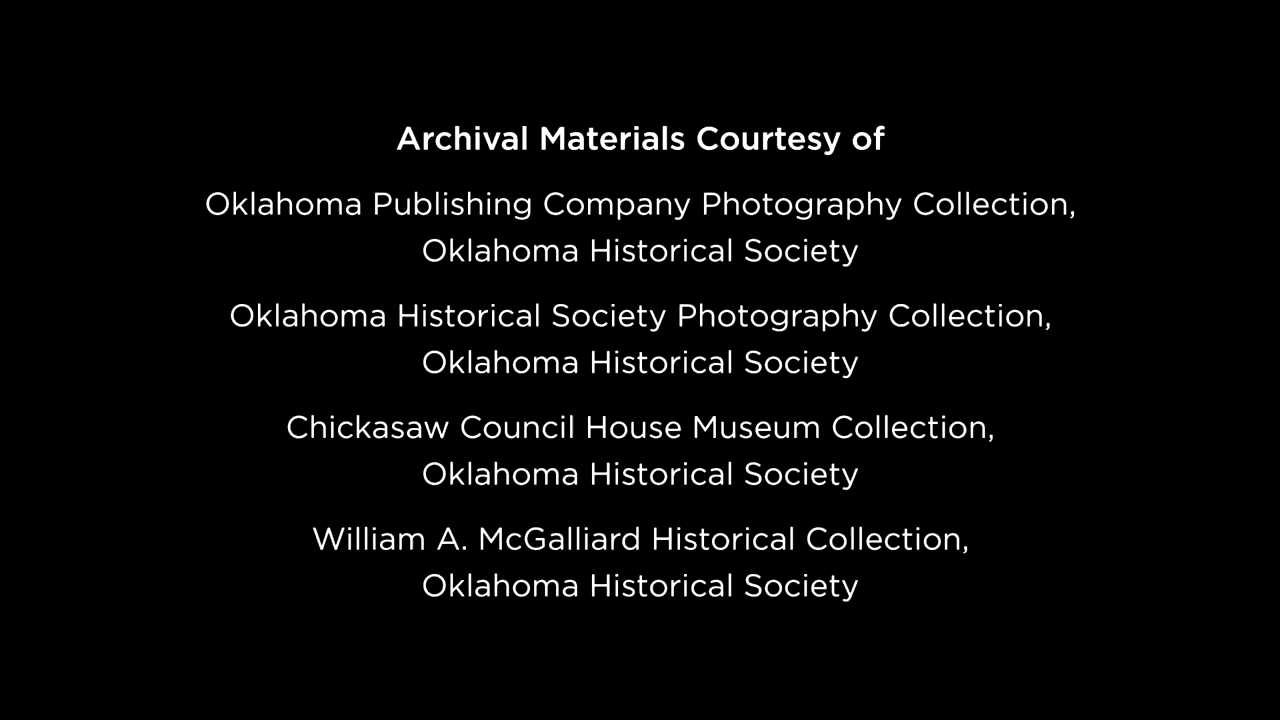 Archival Materials Courtesy of
Oklahoma Publishing Company Photography Collection,
Oklahoma Historical Society
Oklahoma Historical Society Photography Collection,
Oklahoma Historical Society
Chickasaw Council House Museum Collection,
Oklahoma Historical Society
William A. McGalliard Historical Collection,
Oklahoma Historical Society